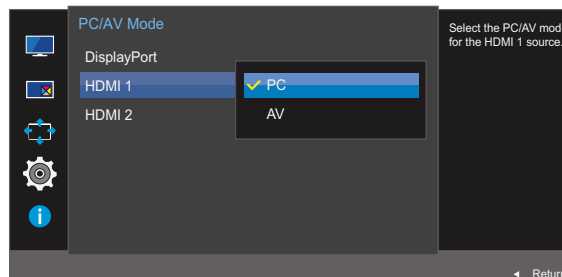 PC/AV Mode
DisplayPort
HDMI 1
HDMI 2
PC
AV
Select the PC/AV mod
for the HDMI 1 source.
Return